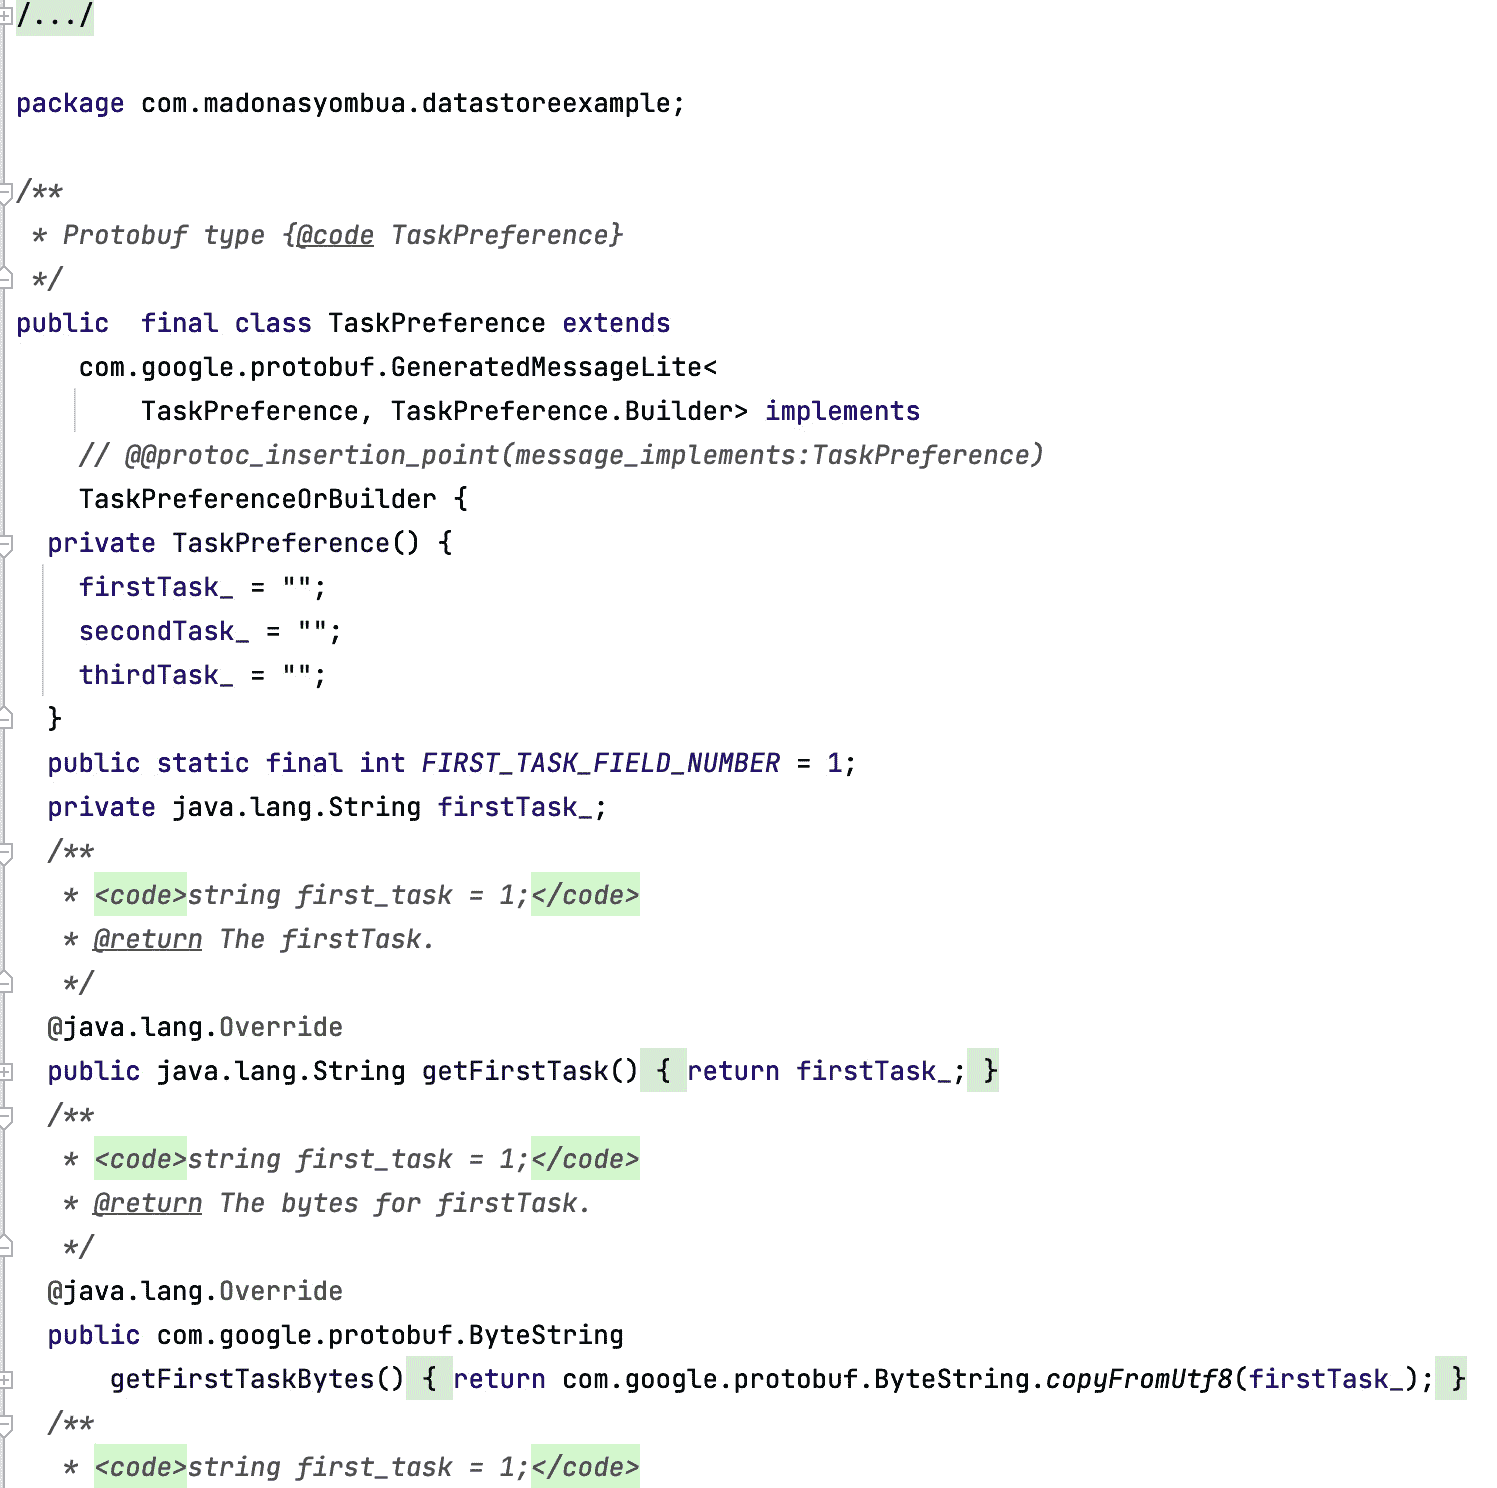 /.../
package com.madonasyombua.datastoreexample;
/**
 * Protobuf type {@code TaskPreference}
 */
public  final class TaskPreference extends
    com.google.protobuf.GeneratedMessageLite<
        TaskPreference, TaskPreference.Builder> implements
    // @@protoc_insertion_point(message_implements:TaskPreference)
    TaskPreferenceOrBuilder {
  private TaskPreference() {
    firstTask_ = "";
    secondTask_ = "";
    thirdTask_ = "";
  }
  public static final int FIRST_TASK_FIELD_NUMBER = 1;
  private java.lang.String firstTask_;
  /**
   * <code>string first_task = 1;</code>
   * @return The firstTask.
   */
  @java.lang.Override
  public java.lang.String getFirstTask() { return firstTask_; }
  /**
   * <code>string first_task = 1;</code>
   * @return The bytes for firstTask.
   */
  @java.lang.Override
  public com.google.protobuf.ByteString
      getFirstTaskBytes() { return com.google.protobuf.ByteString.copyFromUtf8(firstTask_); }
  /**
   * <code>string first_task = 1;</code>